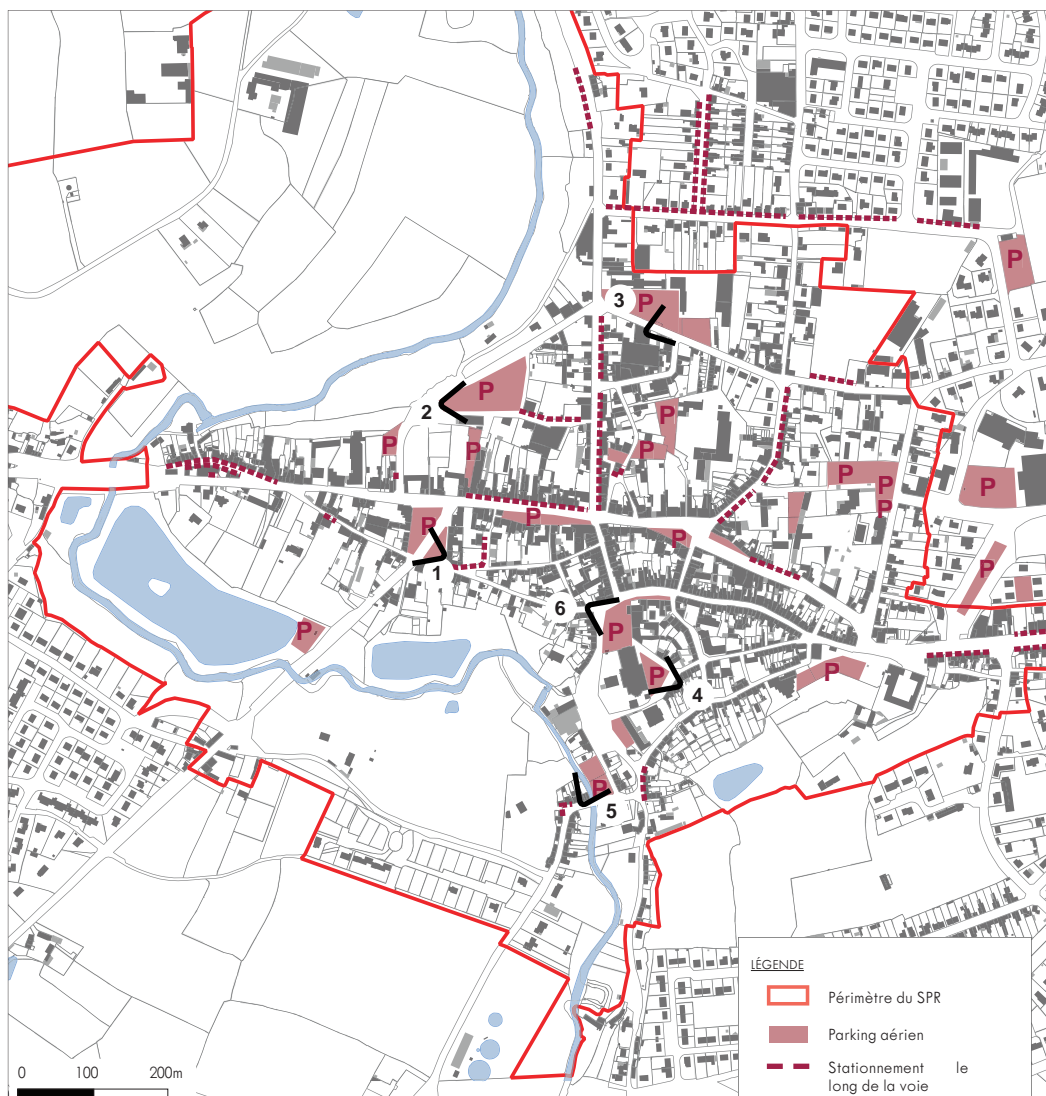 P
3
P
P
2
P
P
P
P
P
P
P
P
P
P
1
P
6
P
P
P
P
P
4
P
5
LÉGENDE
Périmètre du SPR
Parking aérien
Stationnement le
long de la voie
0 100 200m